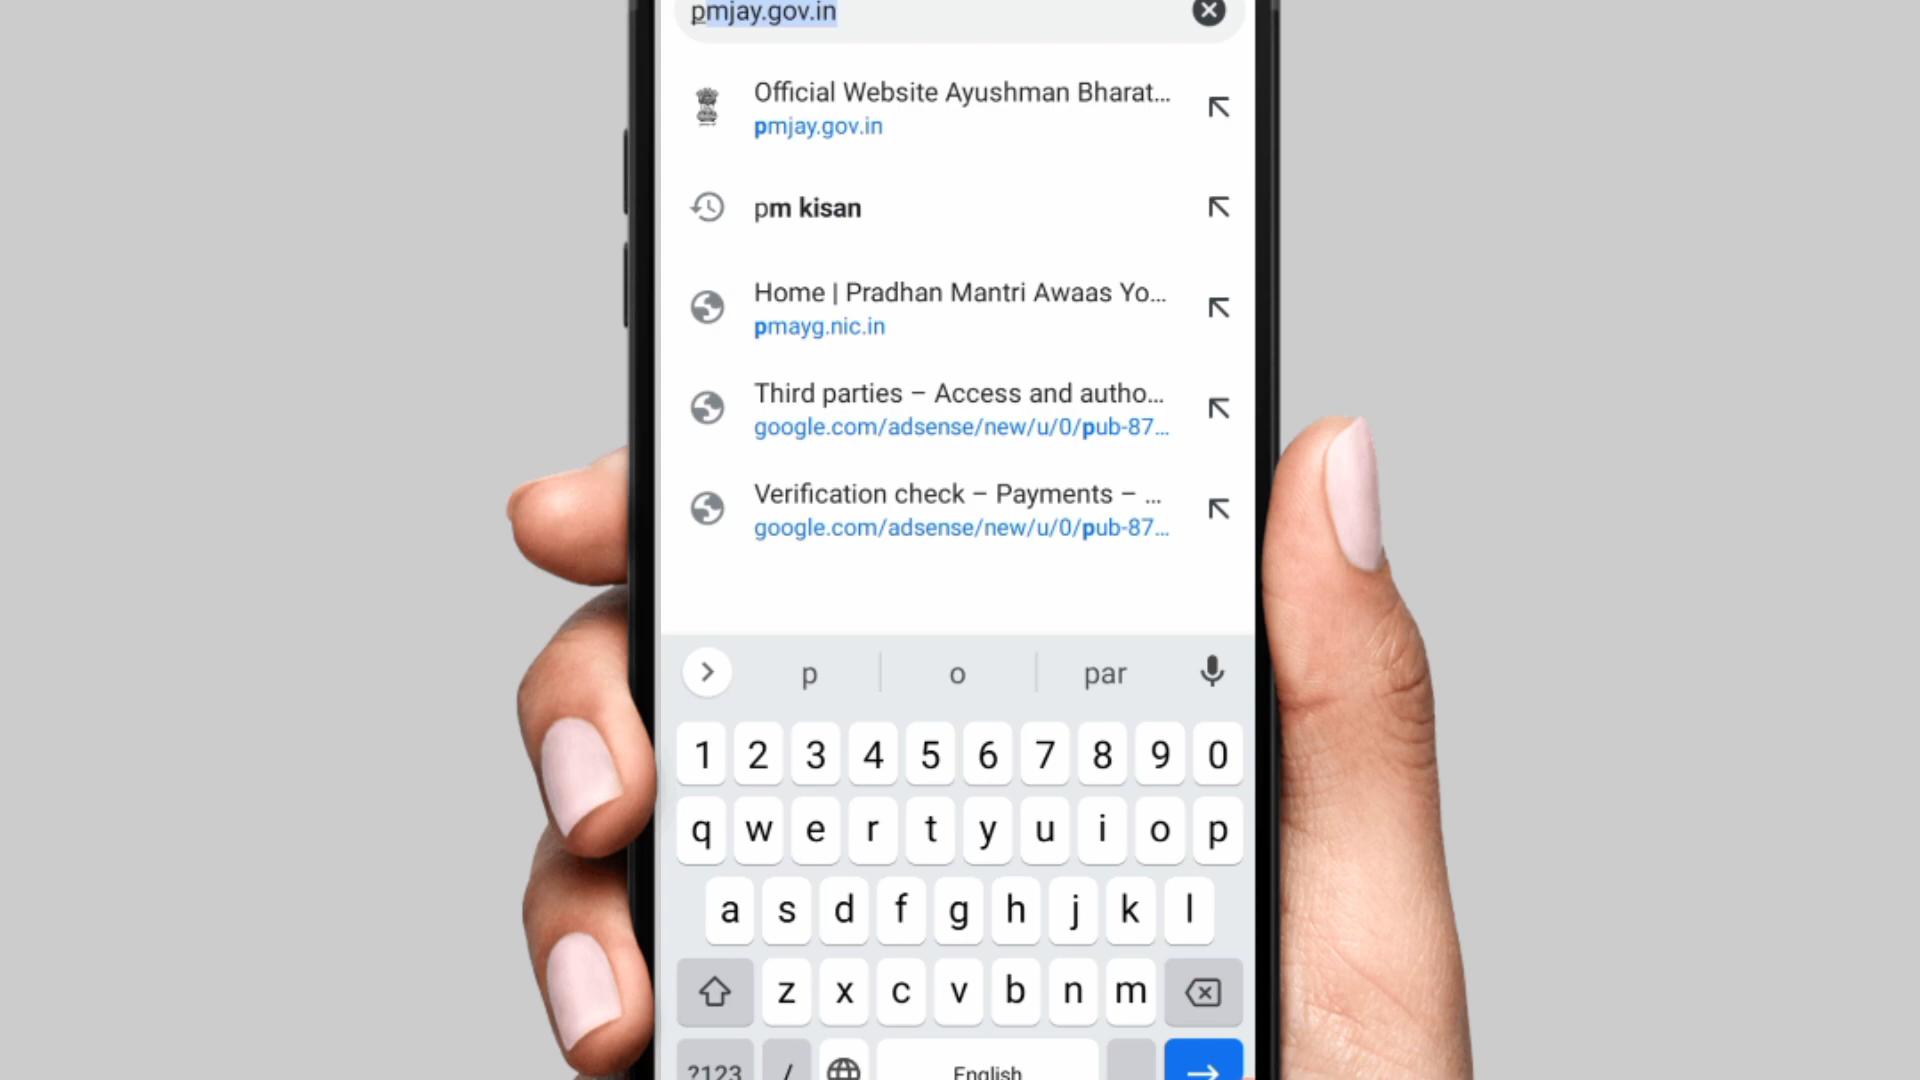 pmjay.gov.in
Official Website Ayushman Bharat...
pmjay.gov.in
pm kisan
Home | Pradhan Mantri Awaas Yo...
pmayg.nic.in
Third parties – Access and autho...
google.com/adsense/new/u/0/pub-87...
Verification check – Payments – ...
google.com/adsense/new/u/0/pub-87...
p o par
1 2 3 4 5 6 7 8 9 0
q w e r t y u i o p
a s d f g h j k l
z x c v b n m
?123 / English